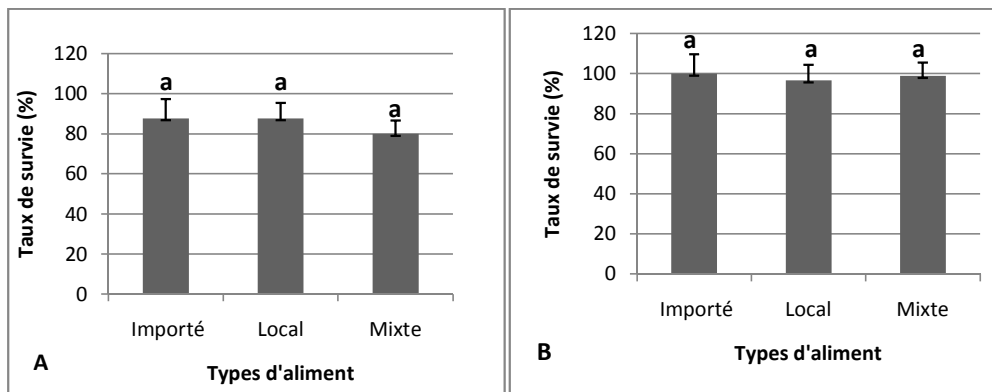 120
100
80
60
40
20
0
Taux de survie (%)
a
a
a
Importé
Local
Mixte
A
Types d'aliment
120
100
80
60
40
20
0
Taux de survie (%)
a
a
a
Importé
Local
Mixte
B
Types d'aliment